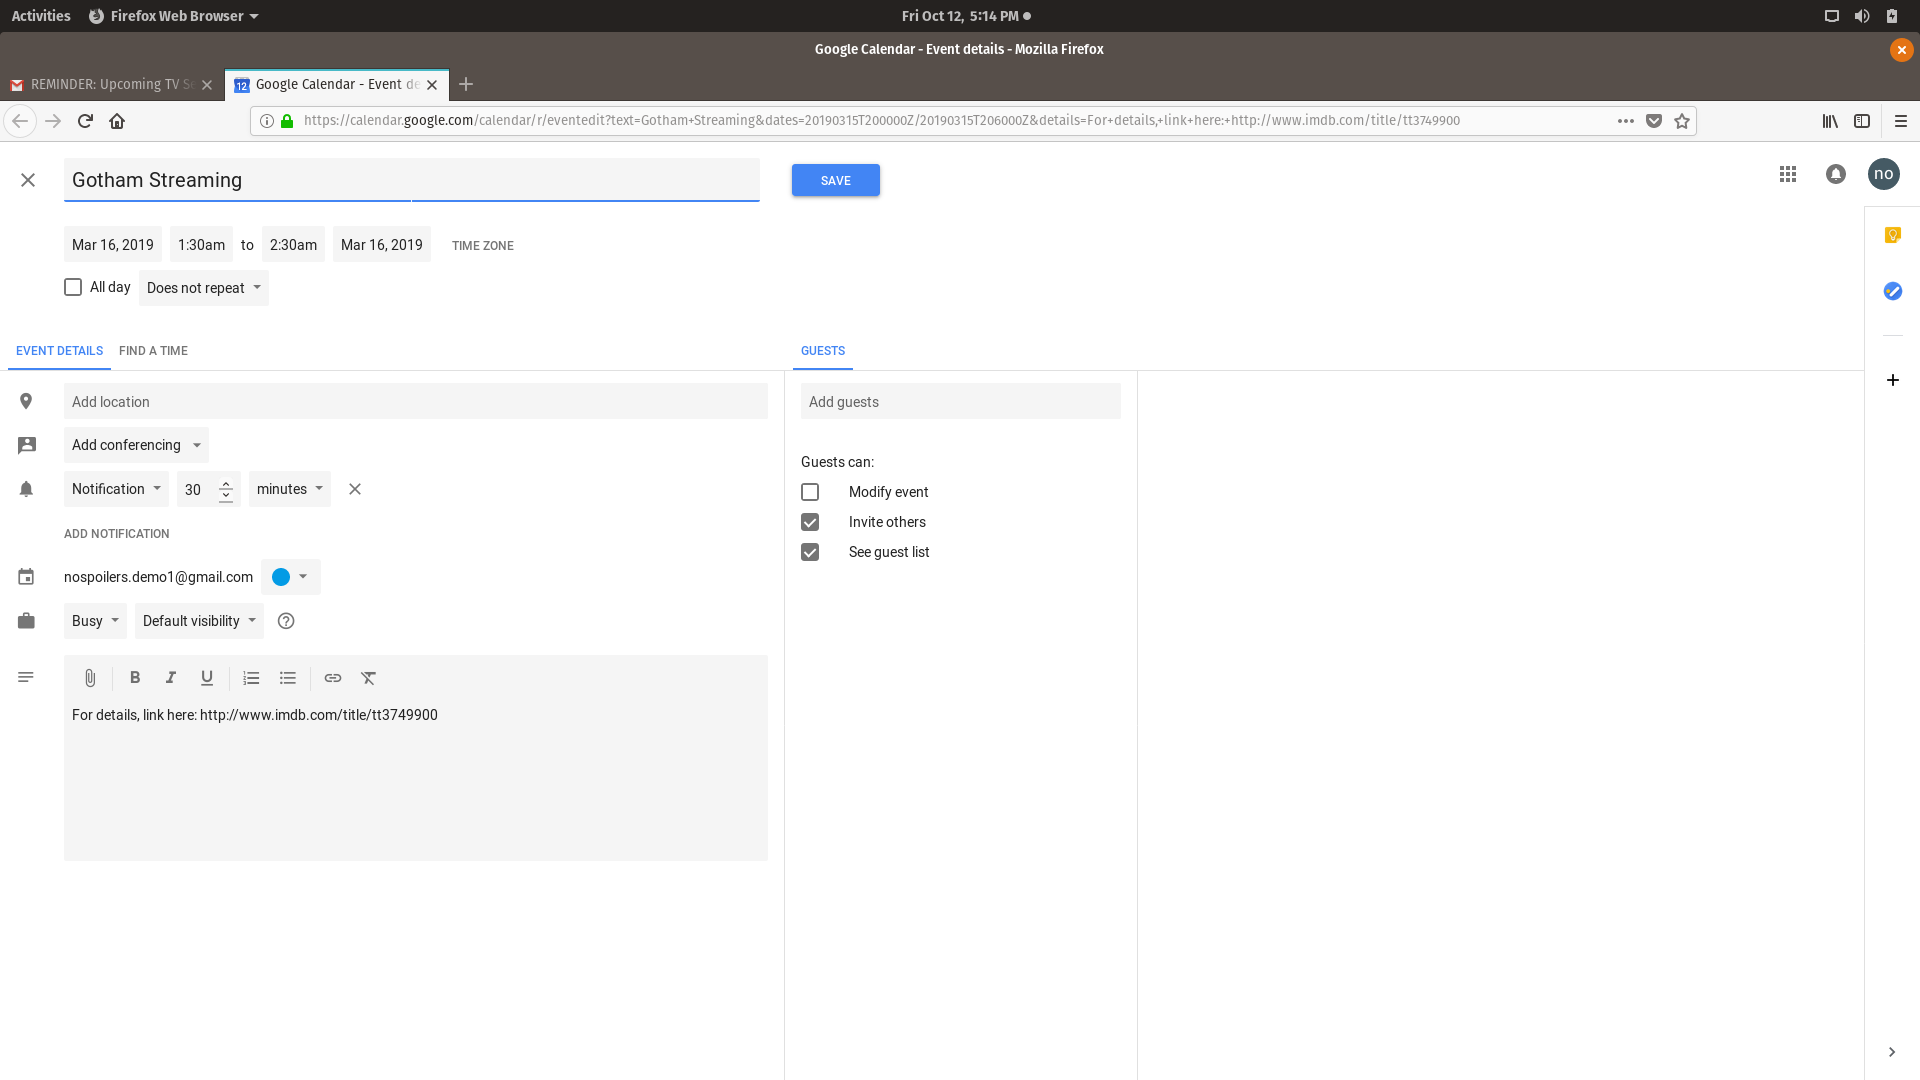 Activities Firefox Web Browser Fri Oct 12, 5:14 PM
Google Calendar - Event details - Mozilla Firefox
REMINDER: Upcoming TV Se Google Calendar - Event de
https://calendar.google.com/calendar/r/eventedit?text=Gotham+Streaming&dates=20190315T200000Z/20190315T206000Z&details=For+details,+link+here:+http://www.imdb.com/title/tt3749900
Gotham Streaming SAVE no
Mar 16, 2019 1:30am to 2:30am Mar 16, 2019 TIME ZONE
All day Does not repeat
EVENT DETAILS FIND A TIME GUESTS
Add location Add guests
Add conferencing
Guests can:
Notification 30 minutes Modify event
Invite others
ADD NOTIFICATION
See guest list
nospoilers.demo1@gmail.com
Busy Default visibility
B I U
For details, link here: http://www.imdb.com/title/tt3749900